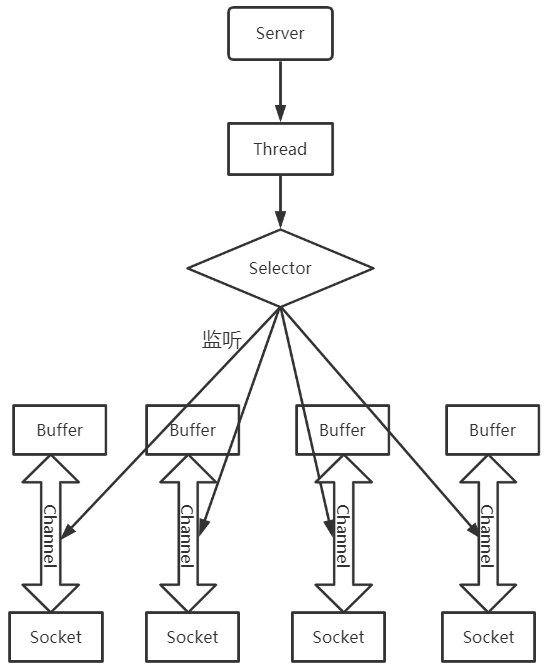 Server
Thread
Selector
监听
Buffer
Buffer
Buffer
Buffer
Channel
Channel
Channel
Channel
Socket
Socket
Socket
Socket